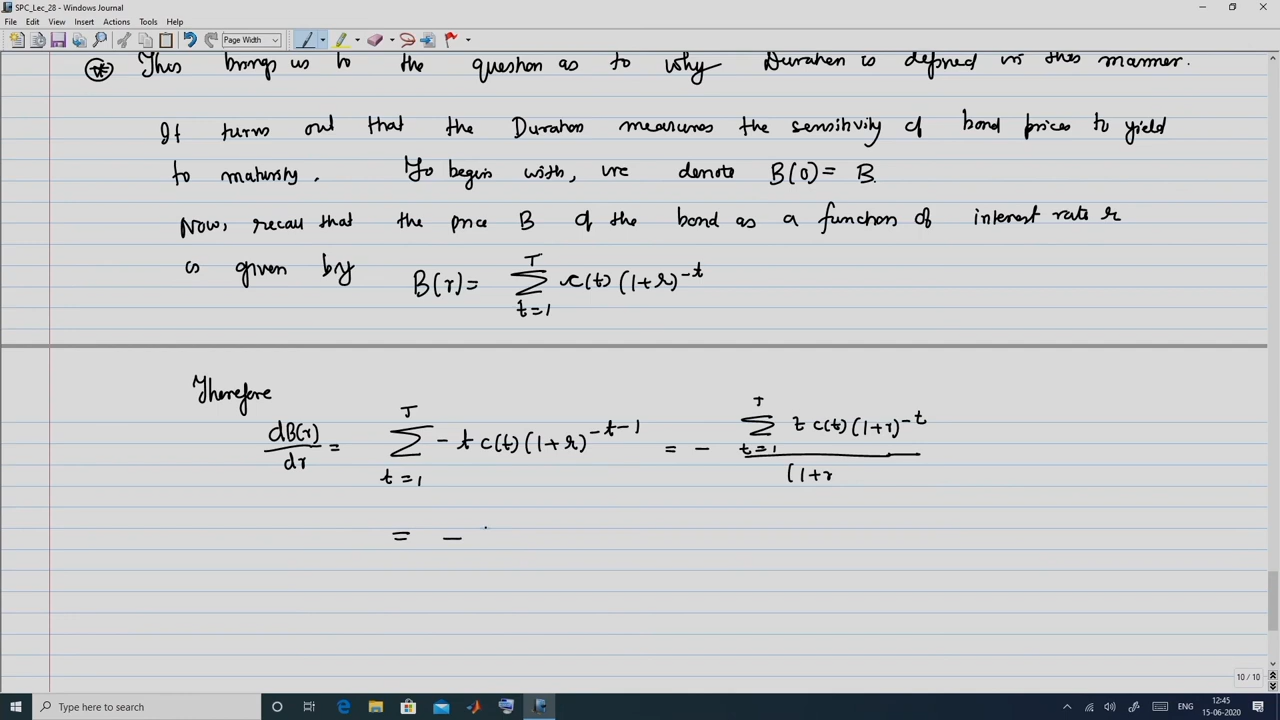 SPC_Lec_28 - Windows Journal
File Edit View Insert Actions Tools Help
Page Width
(*) This brings us to the question as to why Duration is defined in this manner.
It turns out that the Duration measures the sensitivity of bond prices to yield
to maturity. To begin with, we denote B(0) = B.
Now, recall that the price B of the bond as a function of interest rate r
is given by B(r) = ∑_{t=1}^{T} c(t) (1+r)^{-t}
Therefore
dB(r)/dr = ∑_{t=1}^{T} - t c(t) (1+r)^{-t-1} = - ∑_{t=1}^{T} t c(t) (1+r)^{-t} / (1+r
= -
10 / 10
Type here to search
ENG
12:45
15-06-2020